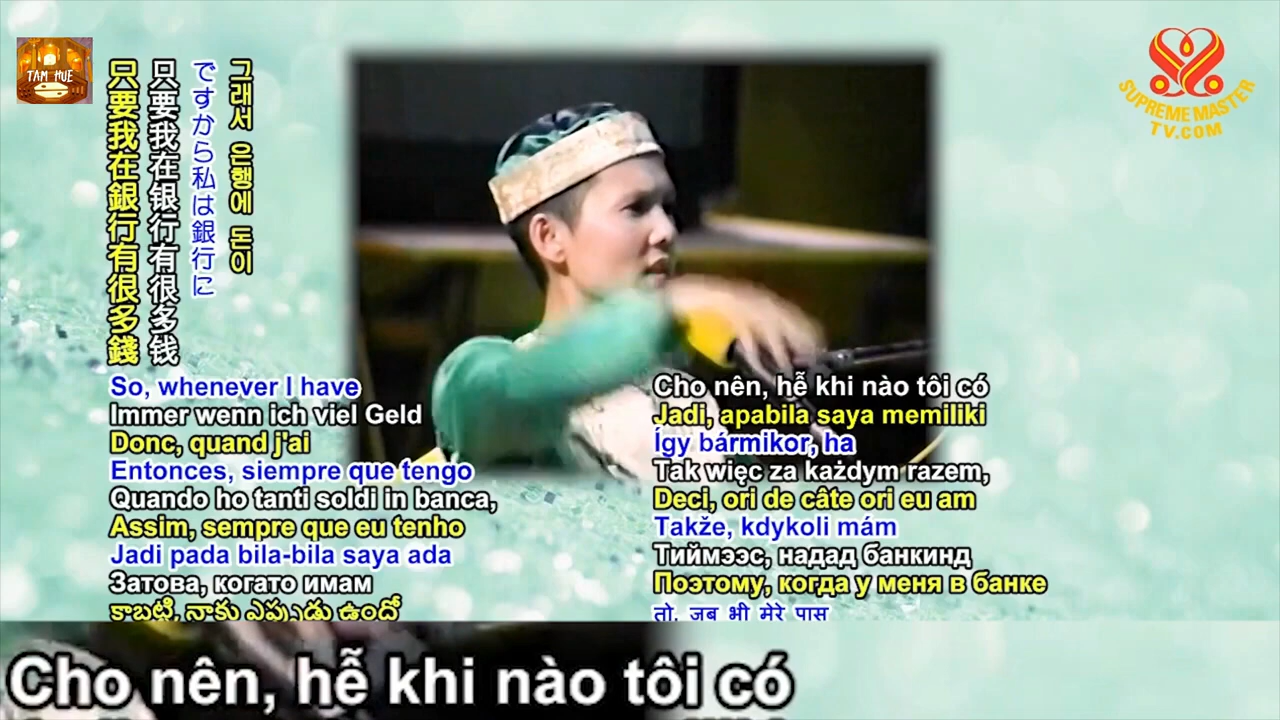 TAM HUE
SUPREME MASTER
TV.COM
그래서 은행에 돈이
ですから私は銀行に
只要我在银行有很多钱
只要我在銀行有很多錢
So, whenever I have
Immer wenn ich viel Geld
Donc, quand j'ai
Entonces, siempre que tengo
Quando ho tanti soldi in banca,
Assim, sempre que eu tenho
Jadi pada bila-bila saya ada
Затова, когато имам
కాబట్టి, నాకు ఎప్పుడు ఉందో
Cho nên, hễ khi nào tôi có
Jadi, apabila saya memiliki
Így bármikor, ha
Tak więc za każdym razem,
Deci, ori de câte ori eu am
Takže, kdykoli mám
Тиймээс, надад банкинд
Поэтому, когда у меня в банке
तो, जब भी मेरे पास
Cho nên, hễ khi nào tôi có